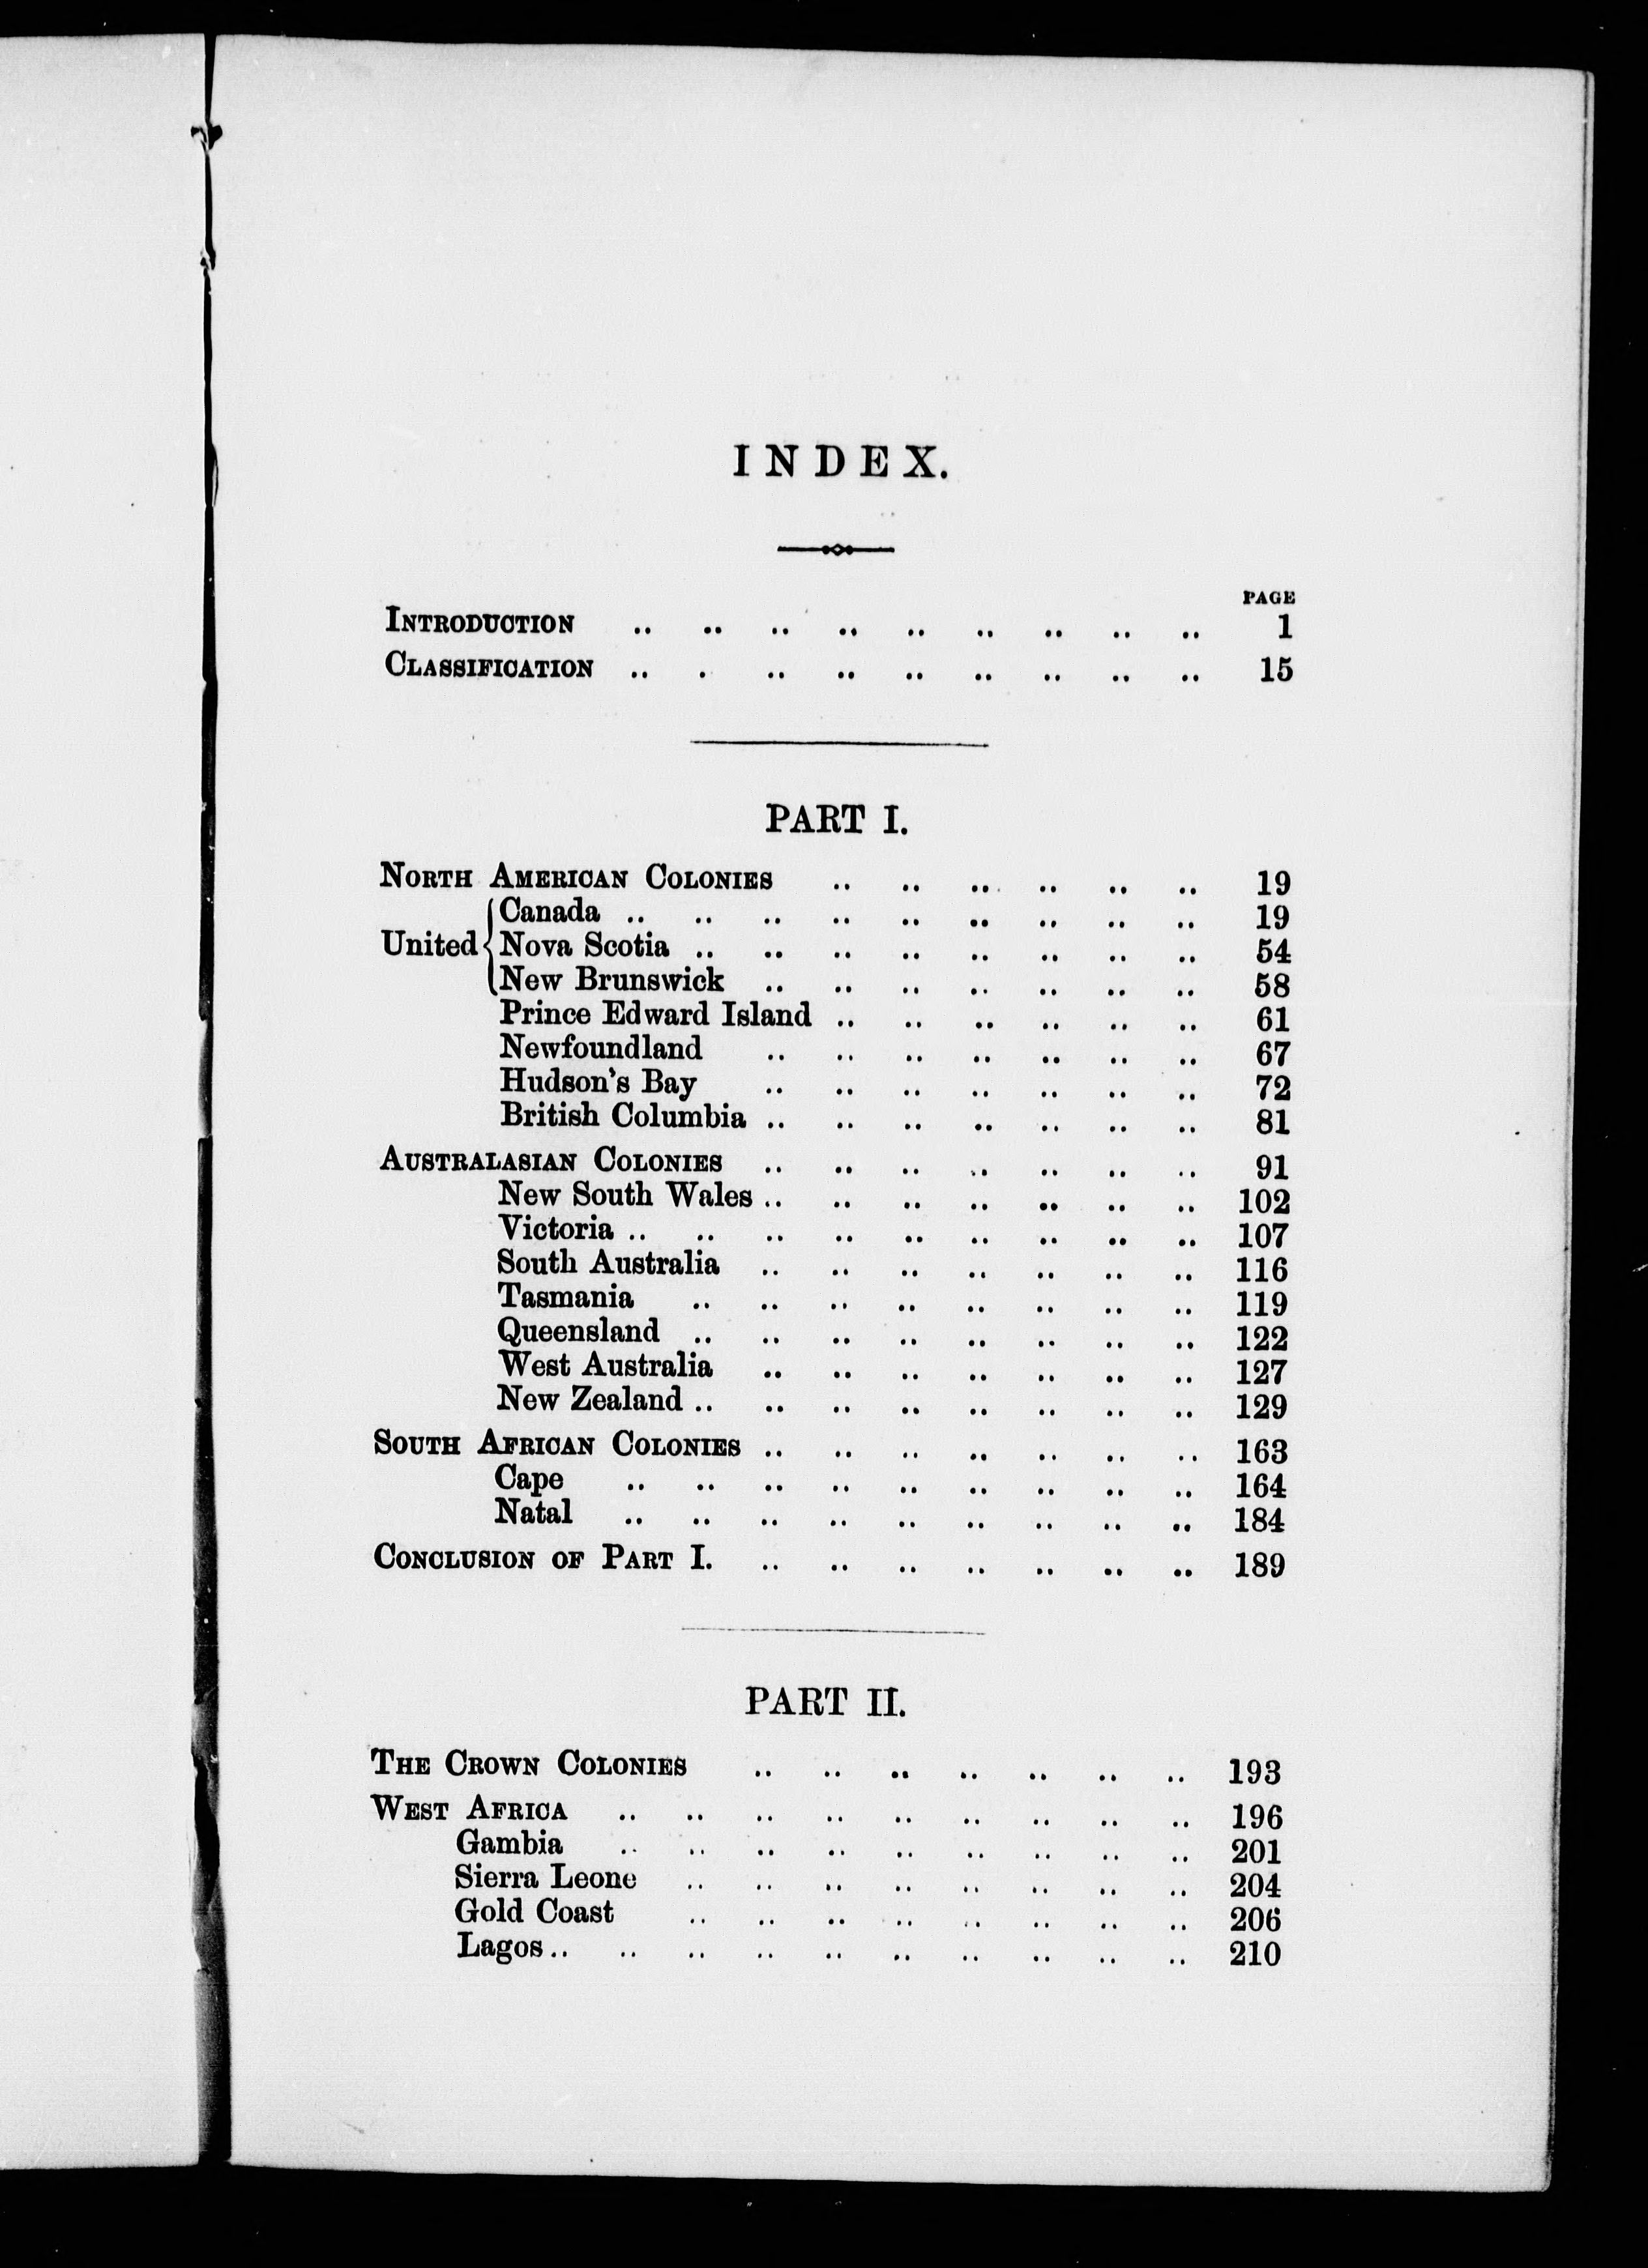 INDEX.
PAGE
INTRODUCTION .. .. .. .. .. .. .. .. .. 1
CLASSIFICATION .. . .. .. .. .. .. .. .. 15
PART I.
NORTH AMERICAN COLONIES .. .. .. .. .. .. 19
Canada .. .. .. .. .. .. .. .. .. 19
United { Nova Scotia .. .. .. .. .. .. .. .. 54
New Brunswick .. .. .. .. .. .. .. 58
Prince Edward Island .. .. .. .. .. .. 61
Newfoundland .. .. .. .. .. .. .. 67
Hudson's Bay .. .. .. .. .. .. .. 72
British Columbia .. .. .. .. .. .. .. 81
AUSTRALASIAN COLONIES .. .. .. .. .. .. .. 91
New South Wales .. .. .. .. .. .. .. 102
Victoria .. .. .. .. .. .. .. .. .. 107
South Australia .. .. .. .. .. .. .. 116
Tasmania .. .. .. .. .. .. .. .. 119
Queensland .. .. .. .. .. .. .. .. 122
West Australia .. .. .. .. .. .. .. 127
New Zealand .. .. .. .. .. .. .. .. 129
SOUTH AFRICAN COLONIES .. .. .. .. .. .. .. 163
Cape .. .. .. .. .. .. .. .. .. 164
Natal .. .. .. .. .. .. .. .. .. 184
CONCLUSION OF PART I. .. .. .. .. .. .. .. 189
PART II.
THE CROWN COLONIES .. .. .. .. .. .. .. 193
WEST AFRICA .. .. .. .. .. .. .. .. .. 196
Gambia .. .. .. .. .. .. .. .. .. 201
Sierra Leone .. .. .. .. .. .. .. .. 204
Gold Coast .. .. .. .. .. .. .. .. 206
Lagos .. .. .. .. .. .. .. .. .. .. 210